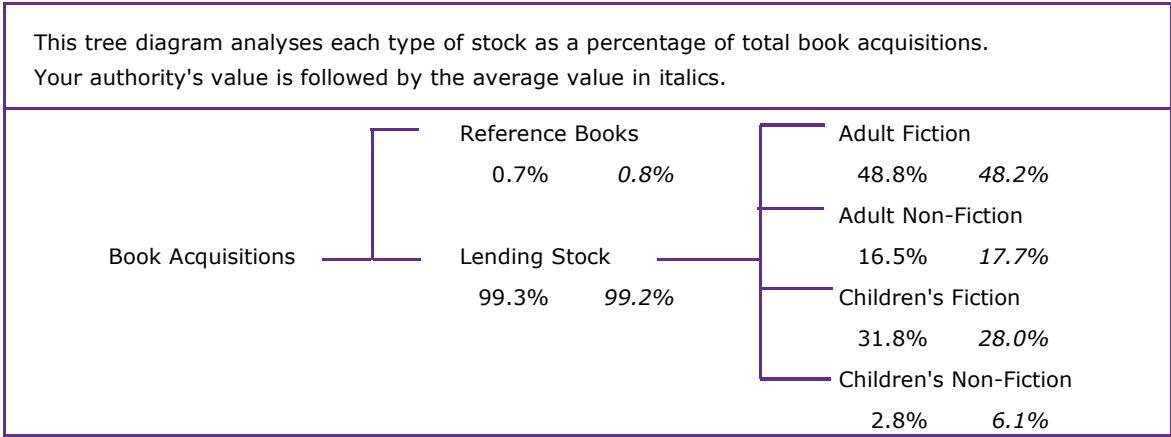 This tree diagram analyses each type of stock as a percentage of total book acquisitions.
Your authority's value is followed by the average value in italics.
Reference Books Adult Fiction
0.7% 0.8% 48.8% 48.2%
Adult Non-Fiction
Book Acquisitions Lending Stock 16.5% 17.7%
99.3% 99.2% Children's Fiction
31.8% 28.0%
Children's Non-Fiction
2.8% 6.1%